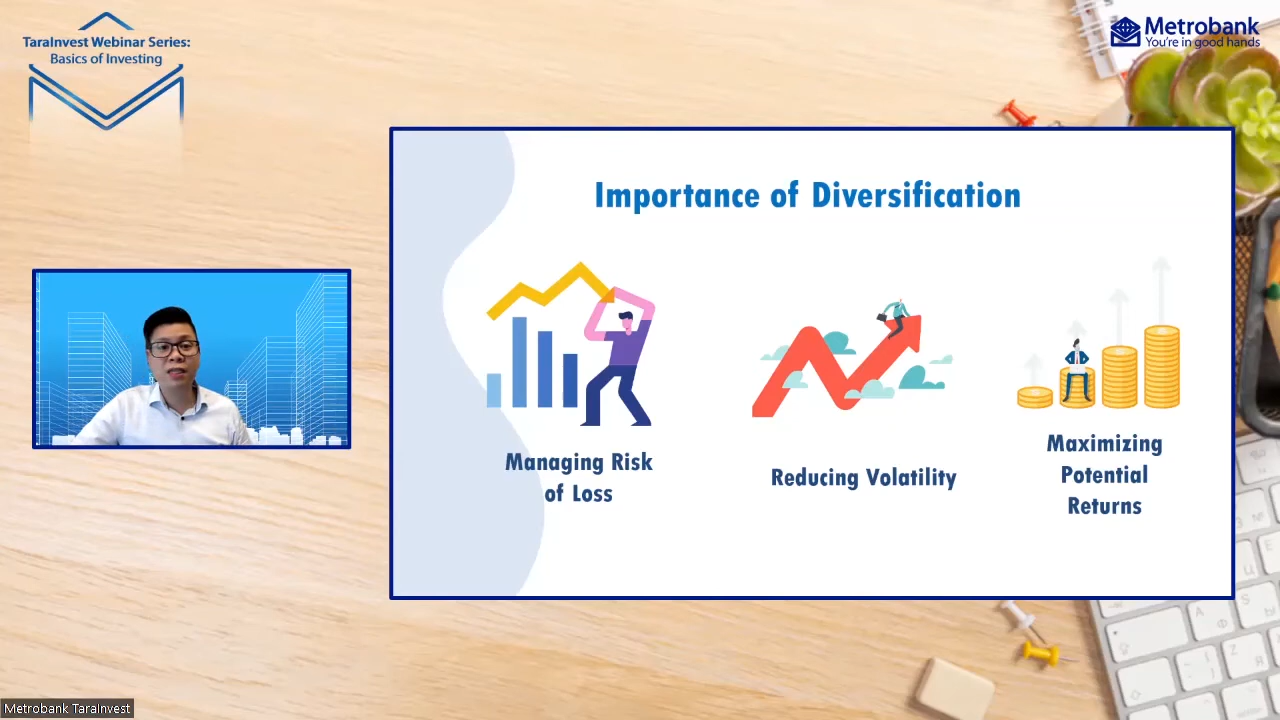 TaraInvest Webinar Series:
Basics of Investing
Metrobank
You're in good hands
Importance of Diversification
Managing Risk
of Loss
Reducing Volatility
Maximizing
Potential
Returns
Metrobank TaraInvest